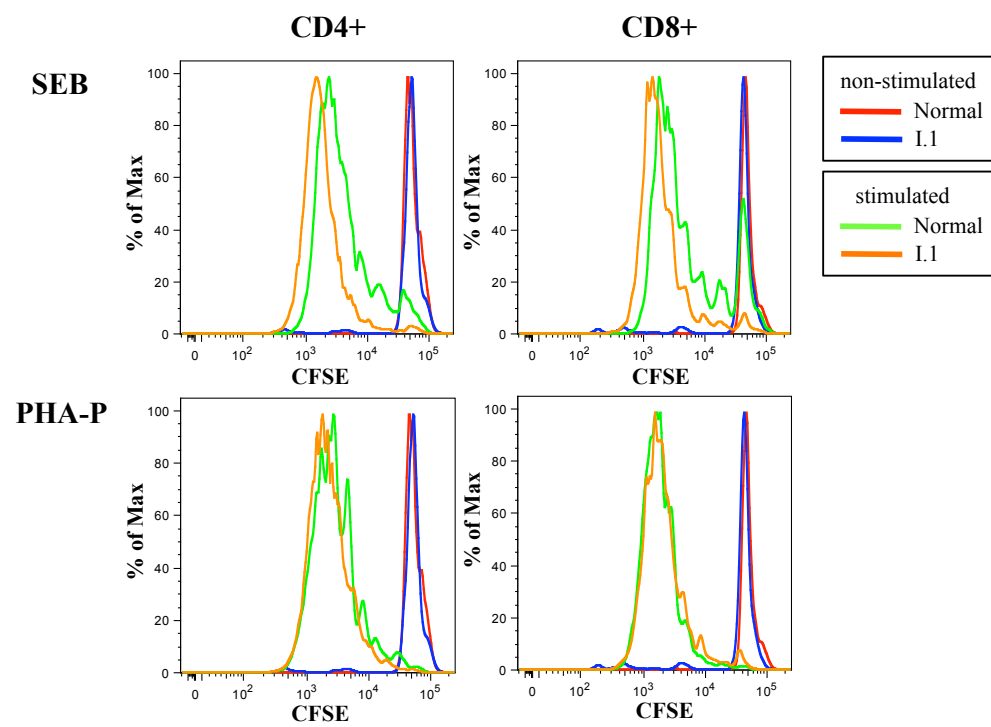 CD4+
CD8+
SEB
% of Max
100
80
60
40
20
0
0
10²
10³
10⁴
10⁵
CFSE
% of Max
100
80
60
40
20
0
0
10²
10³
10⁴
10⁵
CFSE
non-stimulated
Normal
I.1
stimulated
Normal
I.1
PHA-P
% of Max
100
80
60
40
20
0
0
10²
10³
10⁴
10⁵
CFSE
% of Max
100
80
60
40
20
0
0
10²
10³
10⁴
10⁵
CFSE